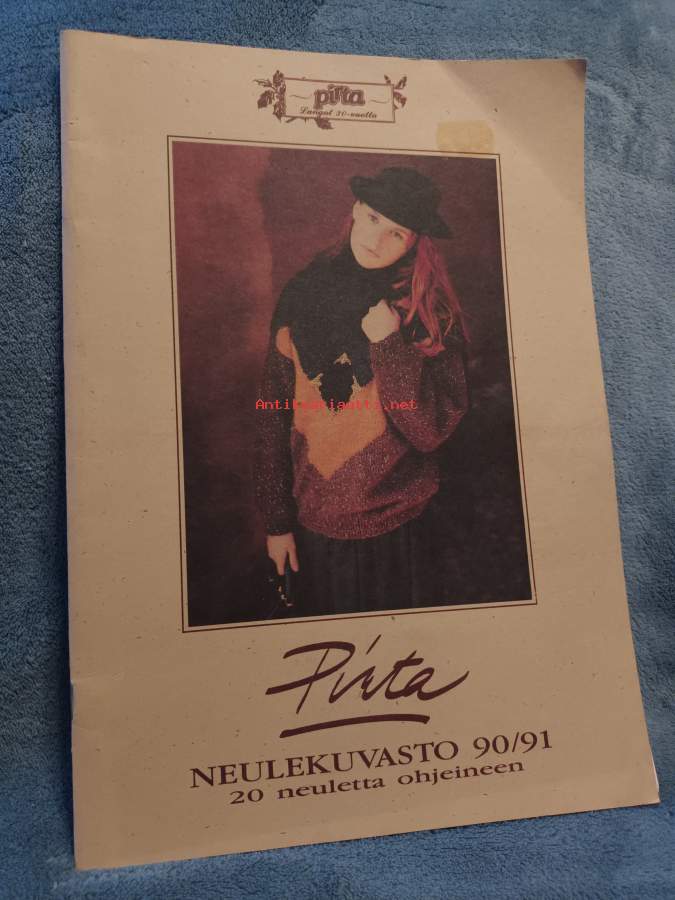 pirta
Langat 30-vuotta
Antikvariaatti.net
Pirta
NEULEKUVASTO 90/91
20 neuletta ohjeineen